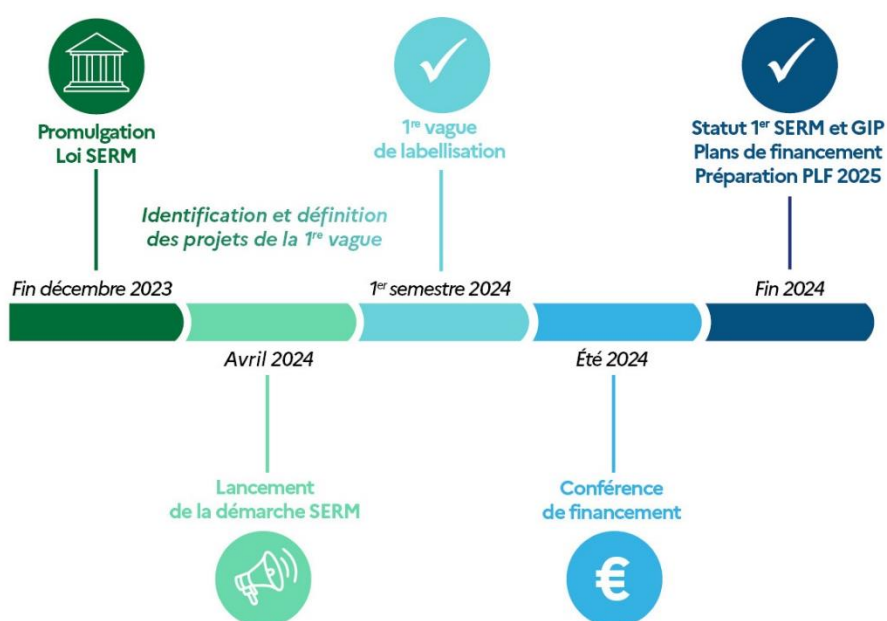 Promulgation
Loi SERM
1re vague
de labellisation
Statut 1er SERM et GIP
Plans de financement
Préparation PLF 2025
Identification et définition
des projets de la 1re vague
Fin décembre 2023
1er semestre 2024
Fin 2024
Avril 2024
Été 2024
Lancement
de la démarche SERM
Conférence
de financement
€